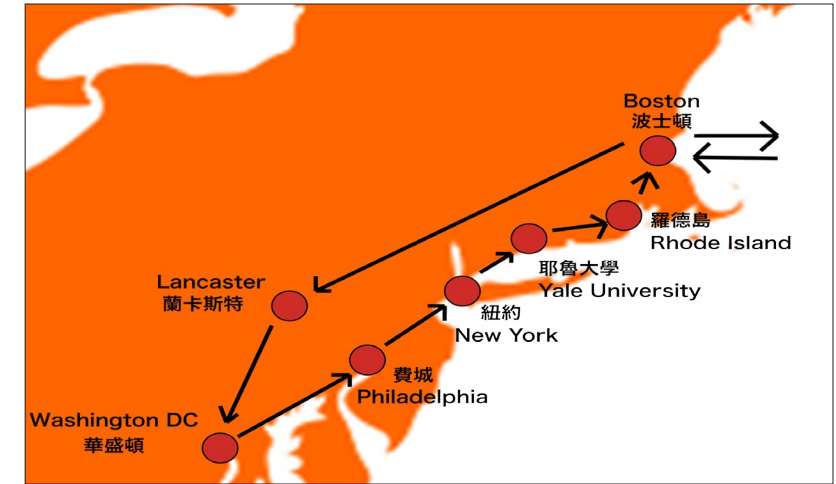 Boston
波士頓
羅德島
Rhode Island
耶魯大學
Yale University
Lancaster
蘭卡斯特
紐約
New York
費城
Philadelphia
Washington DC
華盛頓